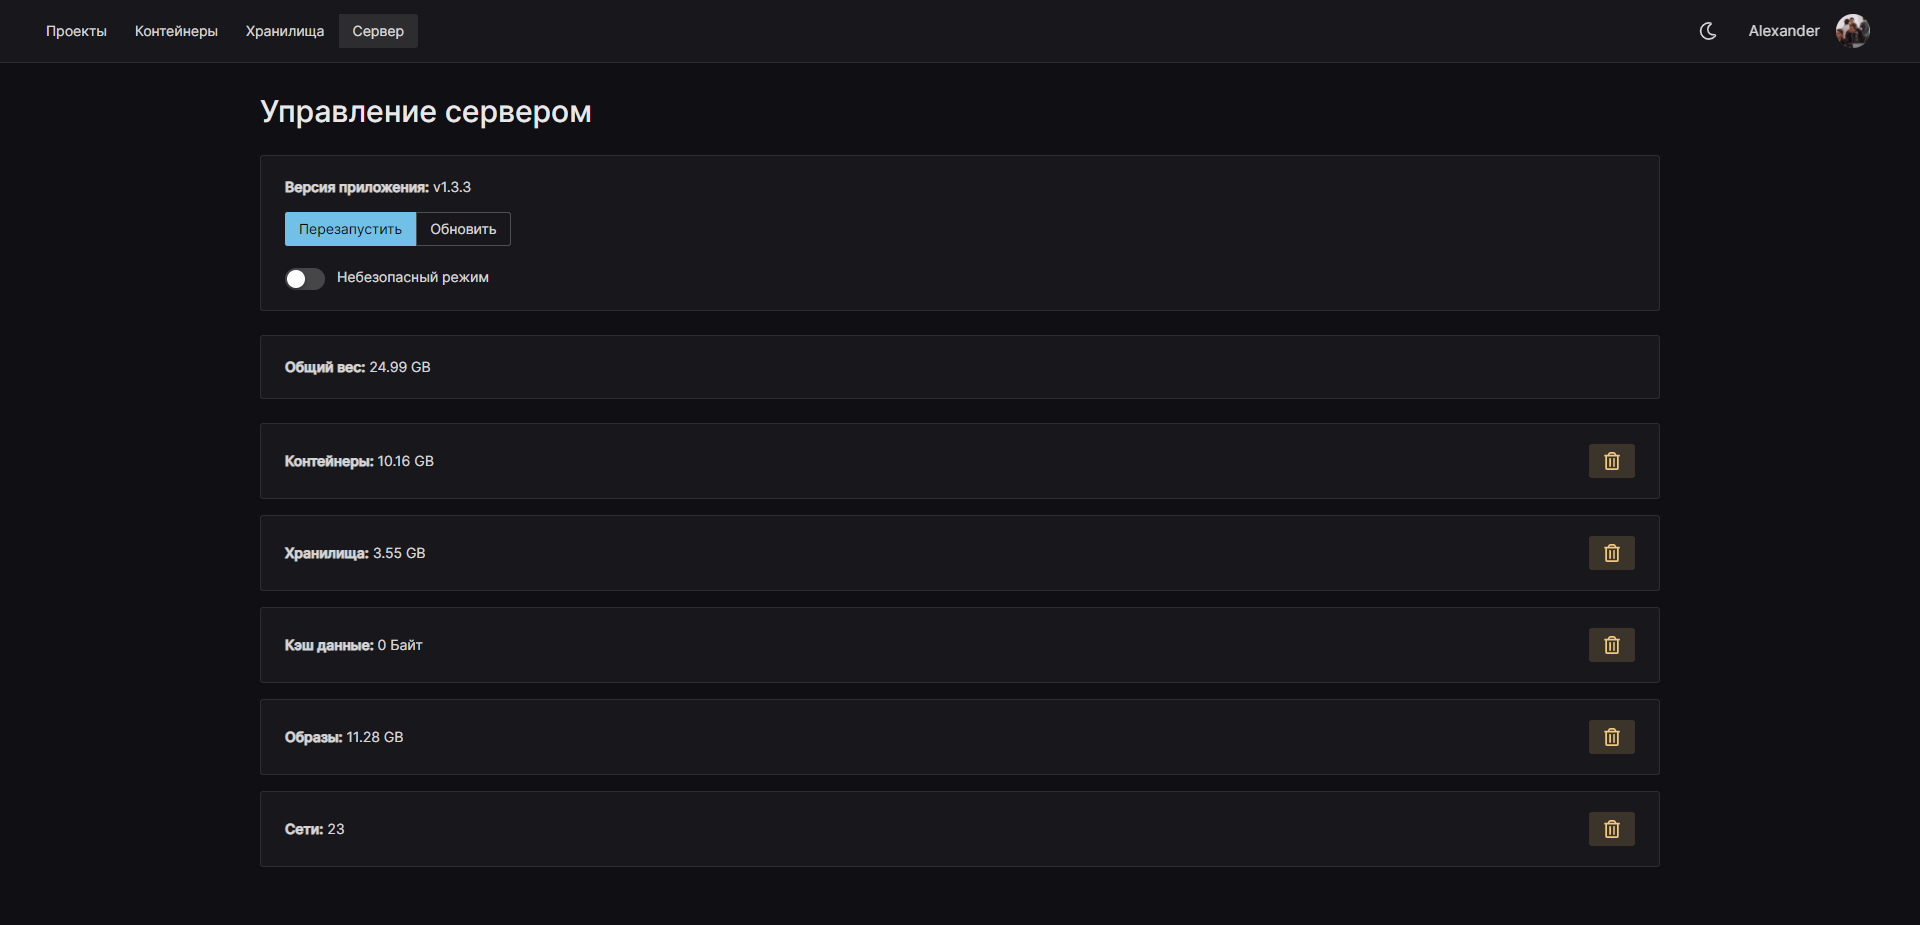 Проекты Контейнеры Хранилища Сервер Alexander
Управление сервером
Версия приложения: v1.3.3
Перезапустить Обновить
Небезопасный режим
Общий вес: 24.99 GB
Контейнеры: 10.16 GB
Хранилища: 3.55 GB
Кэш данные: 0 Байт
Образы: 11.28 GB
Сети: 23